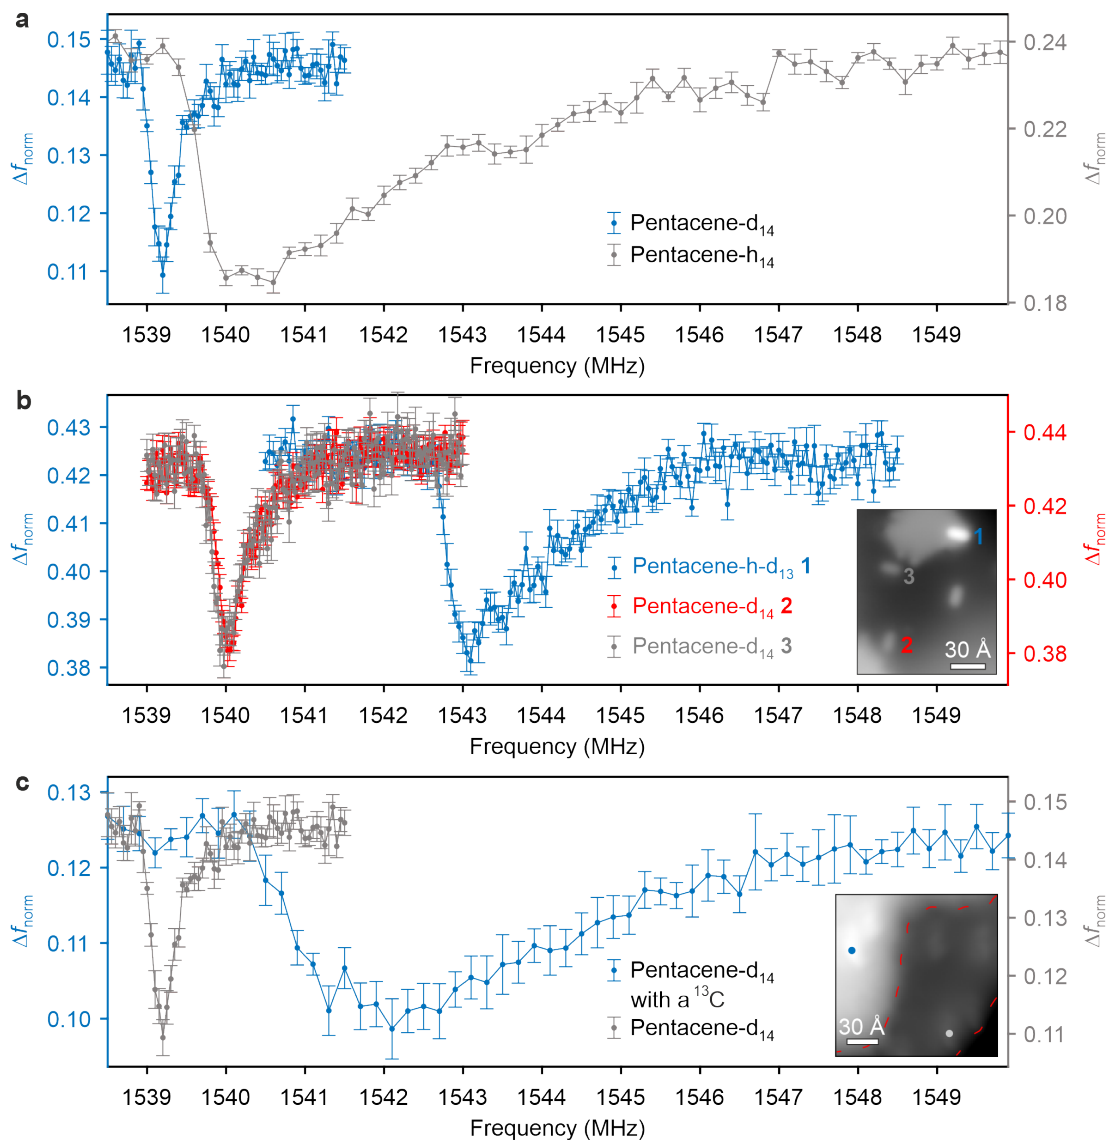 a
0.15
0.14
0.13
0.12
0.11
Δf_norm
0.24
0.22
0.20
0.18
Δf_norm
Pentacene-d₁₄
Pentacene-h₁₄
1539 1540 1541 1542 1543 1544 1545 1546 1547 1548 1549
Frequency (MHz)
b
0.43
0.42
0.41
0.40
0.39
0.38
Δf_norm
0.44
0.42
0.40
0.38
Δf_norm
Pentacene-h-d₁₃ 1
Pentacene-d₁₄ 2
Pentacene-d₁₄ 3
1
3
2
30 Å
1539 1540 1541 1542 1543 1544 1545 1546 1547 1548 1549
Frequency (MHz)
c
0.13
0.12
0.11
0.10
Δf_norm
0.15
0.14
0.13
0.12
0.11
Δf_norm
Pentacene-d₁₄
with a ¹³C
Pentacene-d₁₄
30 Å
1539 1540 1541 1542 1543 1544 1545 1546 1547 1548 1549
Frequency (MHz)